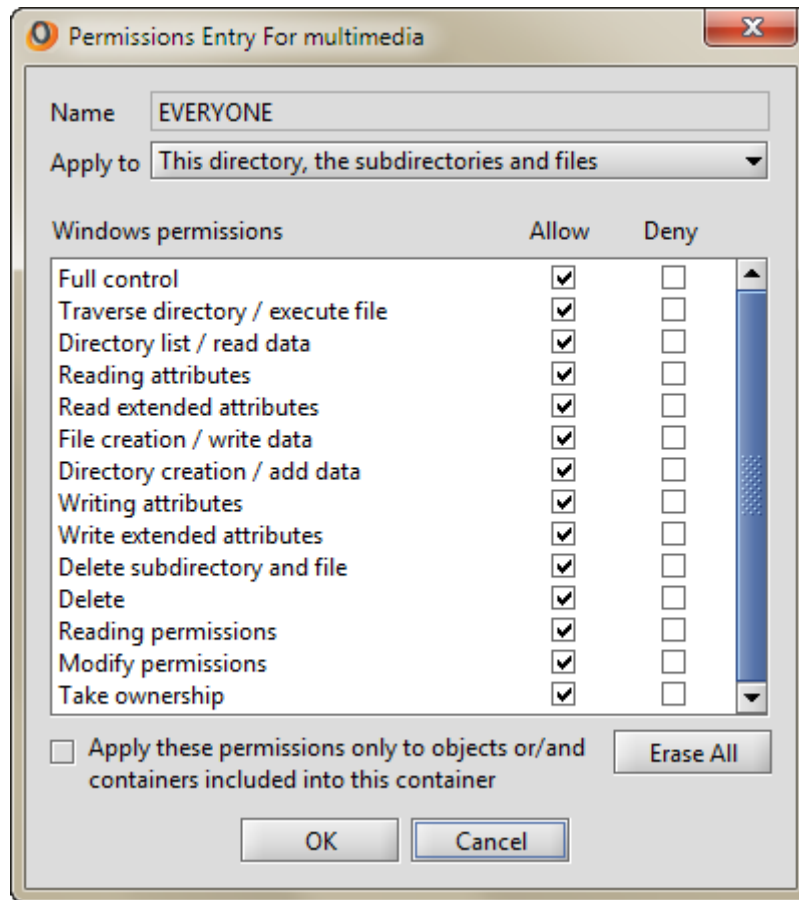 Permissions Entry For multimedia
Name EVERYONE
Apply to This directory, the subdirectories and files
Windows permissions Allow Deny
Full control
Traverse directory / execute file
Directory list / read data
Reading attributes
Read extended attributes
File creation / write data
Directory creation / add data
Writing attributes
Write extended attributes
Delete subdirectory and file
Delete
Reading permissions
Modify permissions
Take ownership
Apply these permissions only to objects or/and
containers included into this container
Erase All
OK Cancel